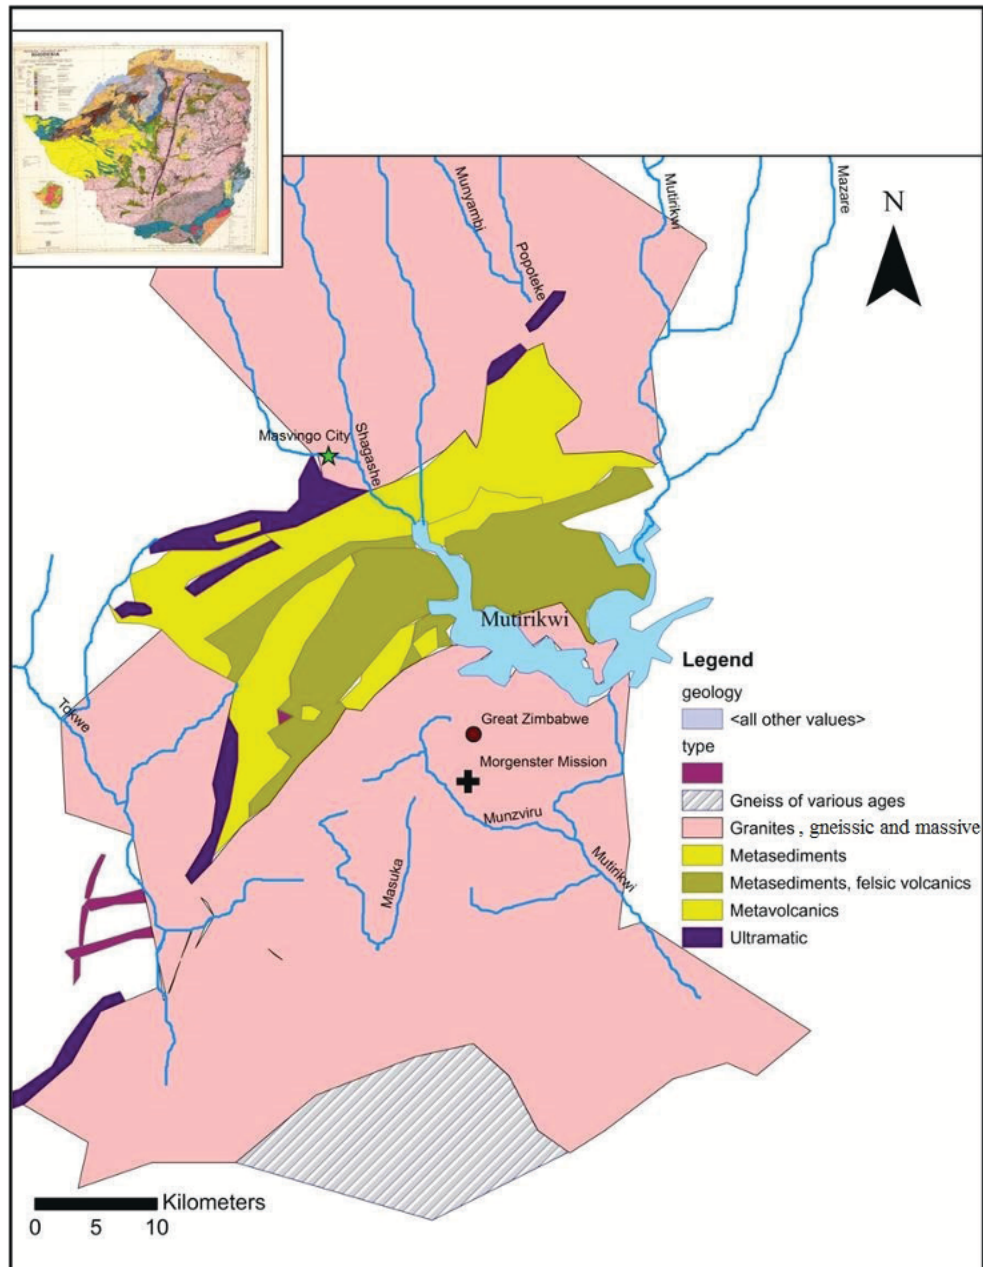 Munyambi
Popoteke
Mutirikwi
Mazare
N
Masvingo City
Shagashe
Mutirikwi
Tokwe
Great Zimbabwe
Morgenster Mission
Munzviru
Masuka
Mutirikwi
Legend
geology
<all other values>
type
Gneiss of various ages
Granites , gneissic and massive
Metasediments
Metasediments, felsic volcanics
Metavolcanics
Ultramatic
Kilometers
0 5 10